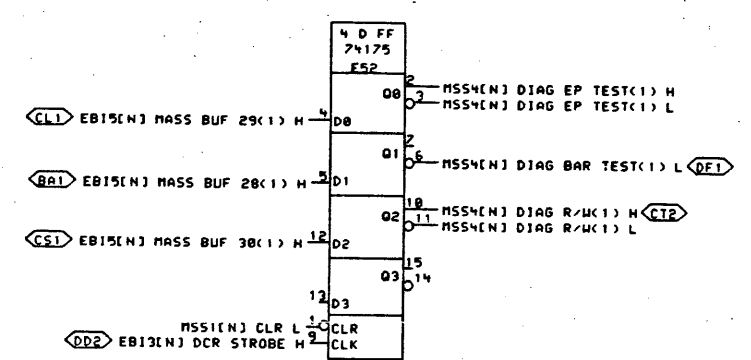 4 D FF
74175
E52
2
Q0 MSS4[N] DIAG EP TEST(1) H
3 MSS4[N] DIAG EP TEST(1) L
CL1 EBI5[N] MASS BUF 29(1) H 4 D0
7
Q1
6 MSS4[N] DIAG BAR TEST(1) L DF1
BA1 EBI5[N] MASS BUF 28(1) H 5 D1
10 MSS4[N] DIAG R/W(1) H CT2
Q2
11 MSS4[N] DIAG R/W(1) L
CS1 EBI5[N] MASS BUF 30(1) H 12 D2
15
Q3 14
13 D3
MSS1[N] CLR L 1 CLR
DD2 EBI3[N] DCR STROBE H 9 CLK